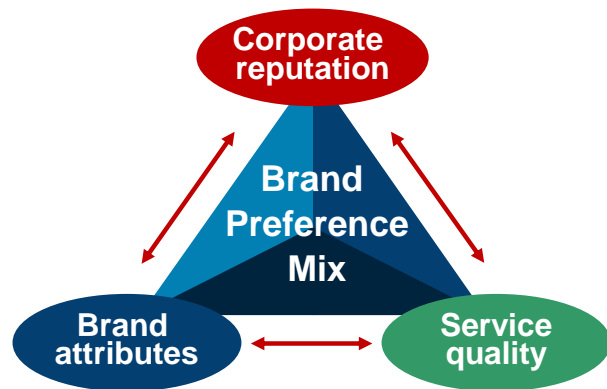 Corporate
reputation
Brand
Preference
Mix
Brand
attributes
Service
quality